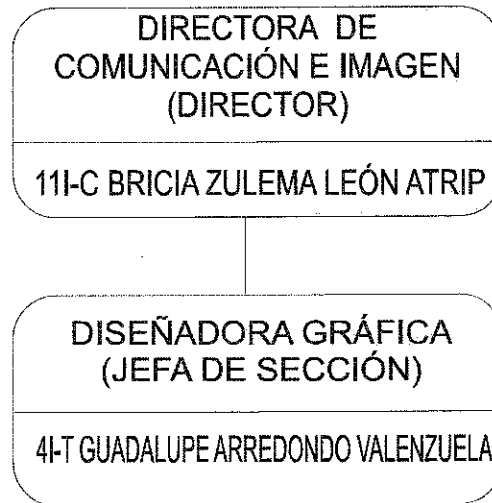 DIRECTORA DE
COMUNICACIÓN E IMAGEN
(DIRECTOR)
11I-C BRICIA ZULEMA LEÓN ATRIP
DISEÑADORA GRÁFICA
(JEFA DE SECCIÓN)
4I-T GUADALUPE ARREDONDO VALENZUELA